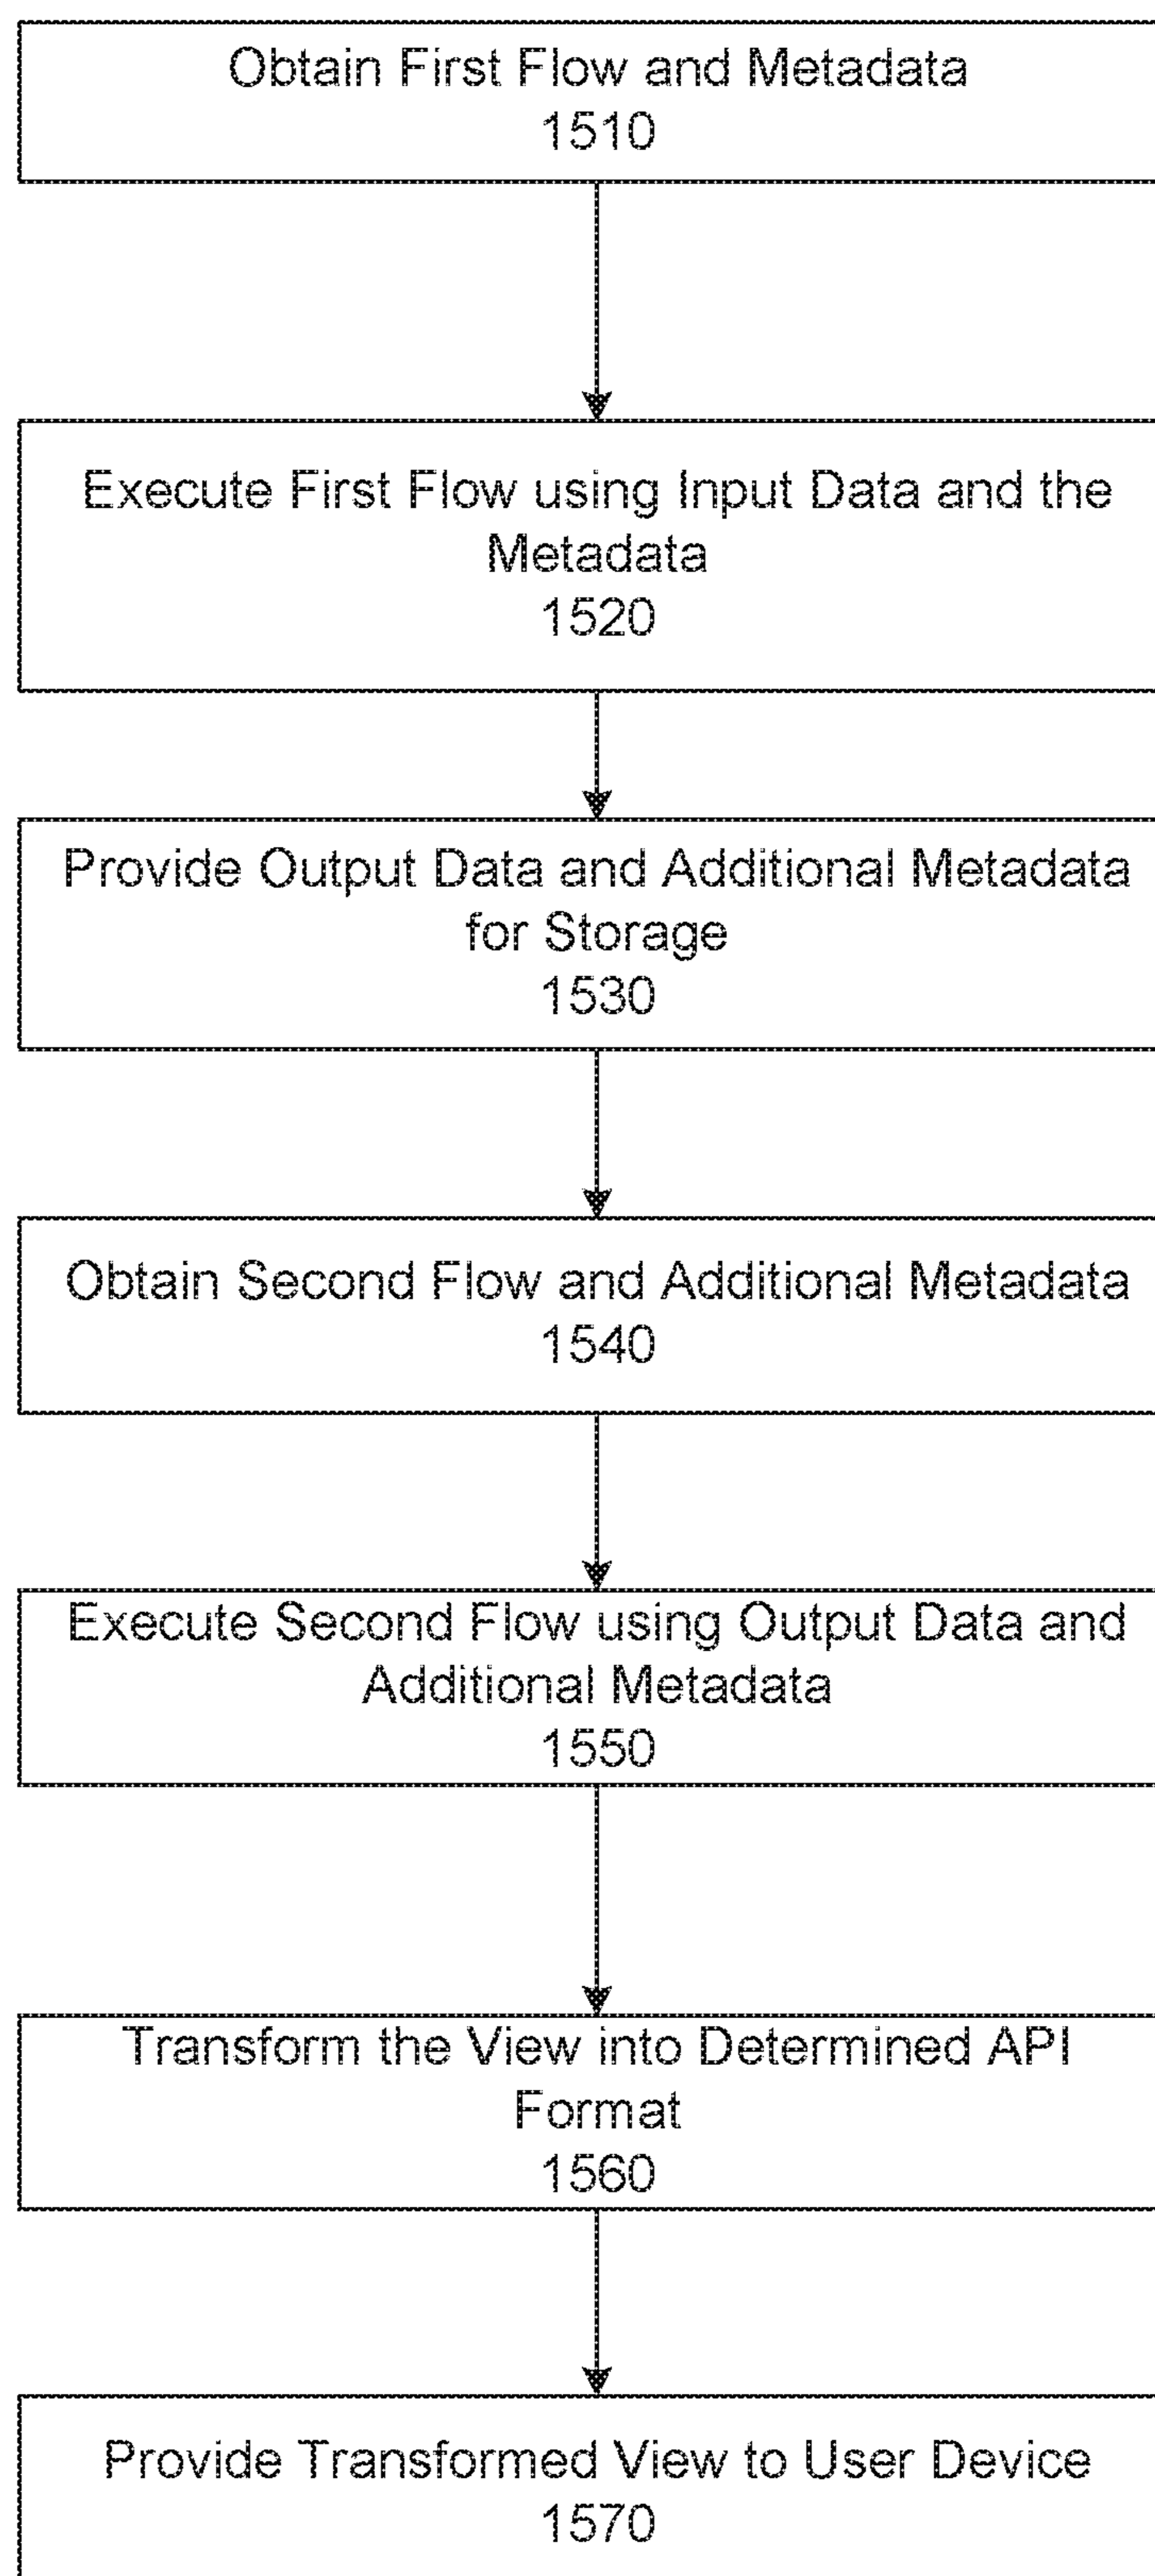 Obtain First Flow and Metadata
1510
Execute First Flow using Input Data and the
Metadata
1520
Provide Output Data and Additional Metadata
for Storage
1530
Obtain Second Flow and Additional Metadata
1540
Execute Second Flow using Output Data and
Additional Metadata
1550
Transform the View into Determined API
Format
1560
Provide Transformed View to User Device
1570